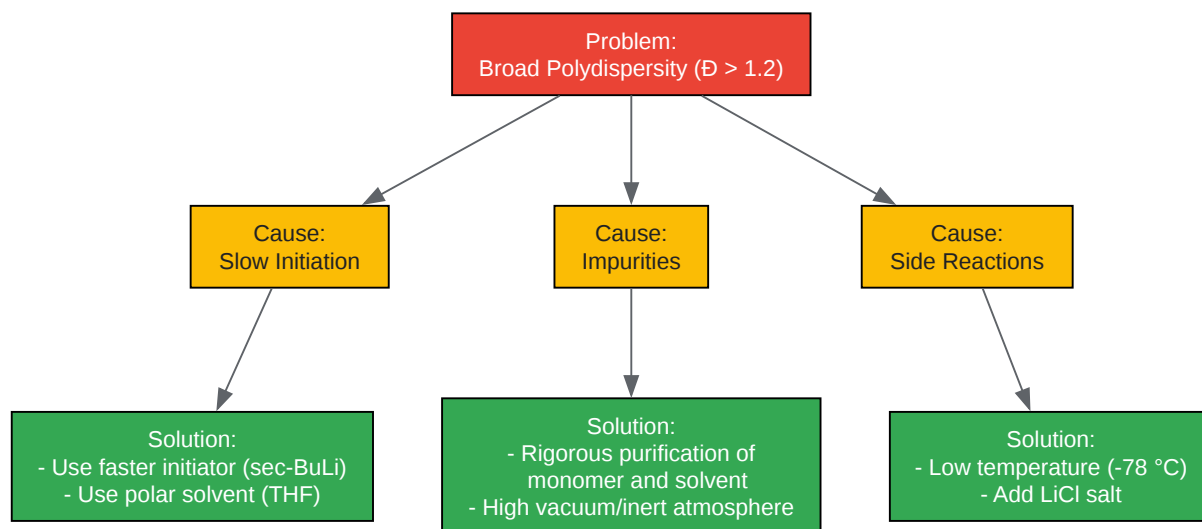 Problem:
Broad Polydispersity (Đ > 1.2)
Cause:
Slow Initiation
Cause:
Impurities
Cause:
Side Reactions
Solution:
- Use faster initiator (sec-BuLi)
- Use polar solvent (THF)
Solution:
- Rigorous purification of
monomer and solvent
- High vacuum/inert atmosphere
Solution:
- Low temperature (-78 °C)
- Add LiCl salt